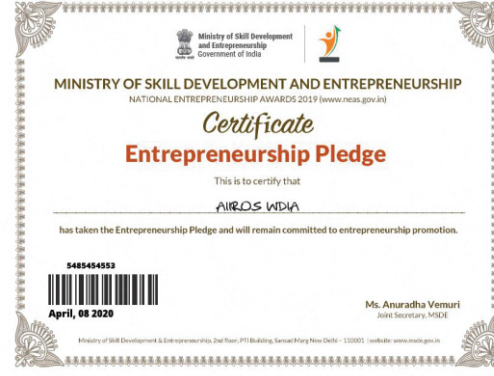 Ministry of Skill Development
and Entrepreneurship
Government of India
MINISTRY OF SKILL DEVELOPMENT AND ENTREPRENEURSHIP
NATIONAL ENTREPRENEURSHIP AWARDS 2019 (www.neas.gov.in)
Certificate
Entrepreneurship Pledge
This is to certify that
has taken the Entrepreneurship Pledge and will remain committed to entrepreneurship promotion.
5485454553
April, 08 2020
Ms. Anuradha Vemuri
Joint Secretary, MSDE
Ministry of Skill Development & Entrepreneurship, 2nd floor, PTI Building, Sansad Marg New Delhi - 110001 | website: www.msde.gov.in